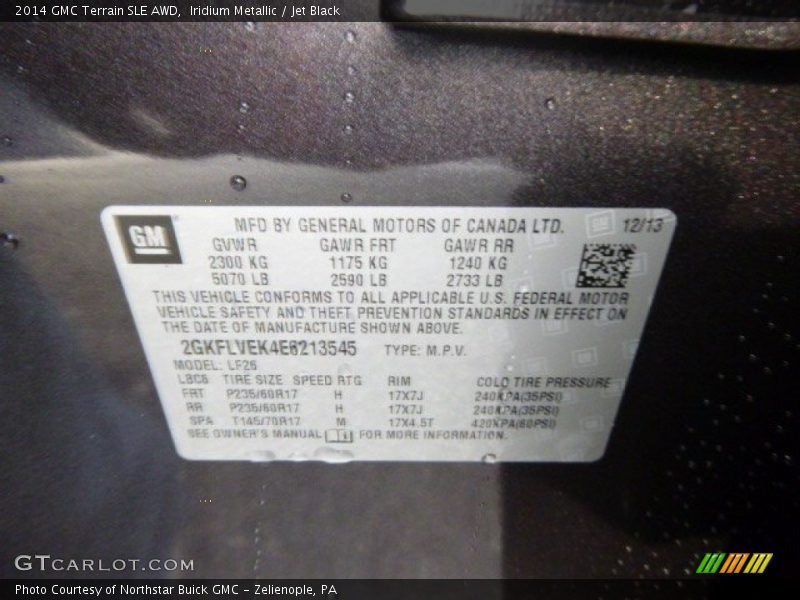 2014 GMC Terrain SLE AWD, Iridium Metallic / Jet Black
GM
MFD BY GENERAL MOTORS OF CANADA LTD. 12/13
GVWR GAWR FRT GAWR RR
2300 KG 1175 KG 1240 KG
5070 LB 2590 LB 2733 LB
THIS VEHICLE CONFORMS TO ALL APPLICABLE U.S. FEDERAL MOTOR
VEHICLE SAFETY AND THEFT PREVENTION STANDARDS IN EFFECT ON
THE DATE OF MANUFACTURE SHOWN ABOVE.
2GKFLVEK4E6213545 TYPE: M.P.V.
MODEL: LF26
LBC6 TIRE SIZE SPEED RTG RIM COLD TIRE PRESSURE
FRT P235/60R17 H 17X7J 240KPA(35PSI)
RR P235/60R17 H 17X7J 240KPA(35PSI)
SPA T145/70R17 M 17X4.5T 420KPA(60PSI)
SEE OWNER'S MANUAL FOR MORE INFORMATION.
GTCARLOT.COM
Photo Courtesy of Northstar Buick GMC - Zelienople, PA